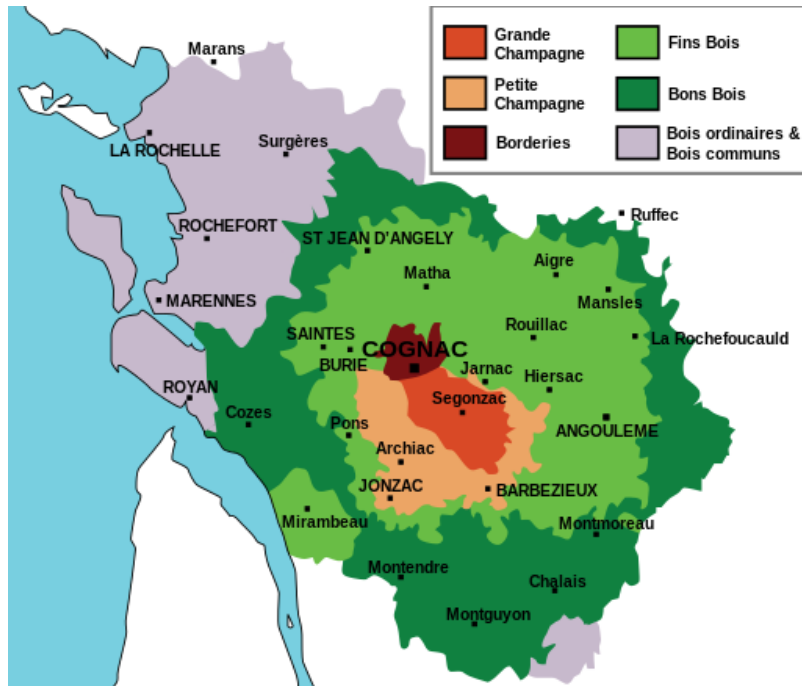 Grande
Champagne
Fins Bois
Petite
Champagne
Bons Bois
Borderies
Bois ordinaires &
Bois communs
Marans
LA ROCHELLE
Surgères
Ruffec
ROCHEFORT
ST JEAN D'ANGELY
Aigre
Matha
MARENNES
Mansles
SAINTES
Rouillac
La Rochefoucauld
COGNAC
BURIE
Jarnac
Hiersac
ROYAN
Segonzac
Cozes
Pons
ANGOULEME
Archiac
JONZAC
BARBEZIEUX
Mirambeau
Montmoreau
Montendre
Chalais
Montguyon